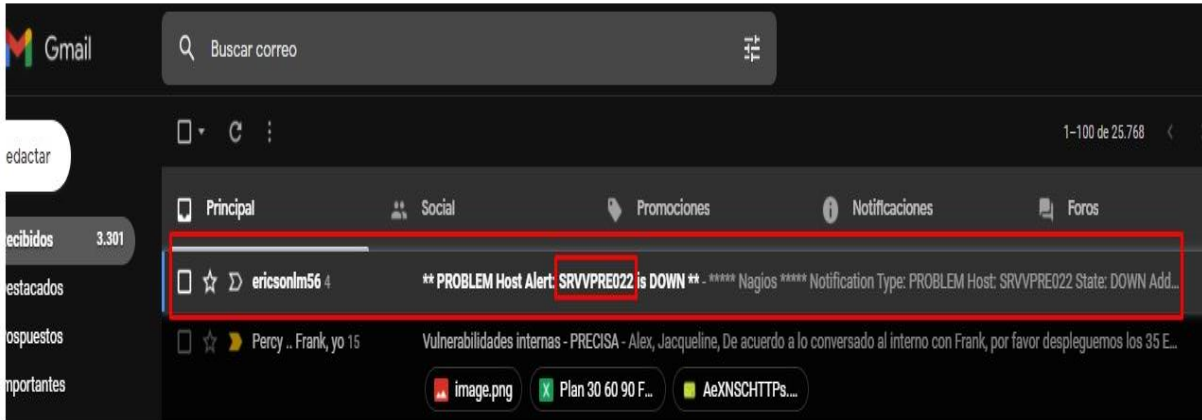 Gmail
Buscar correo
edactar
1–100 de 25.768
Principal
Social
Promociones
Notificaciones
Foros
ecibidos 3.301
ericsonlm56 4 ** PROBLEM Host Alert: SRVVPRE022 is DOWN ** - ***** Nagios ***** Notification Type: PROBLEM Host: SRVVPRE022 State: DOWN Add...
estacados
ospuestos
Percy .. Frank, yo 15 Vulnerabilidades internas - PRECISA - Alex, Jacqueline, De acuerdo a lo conversado al interno con Frank, por favor despleguemos los 35 E...
mportantes
image.png
Plan 30 60 90 F...
AeXNSCHTTPs....